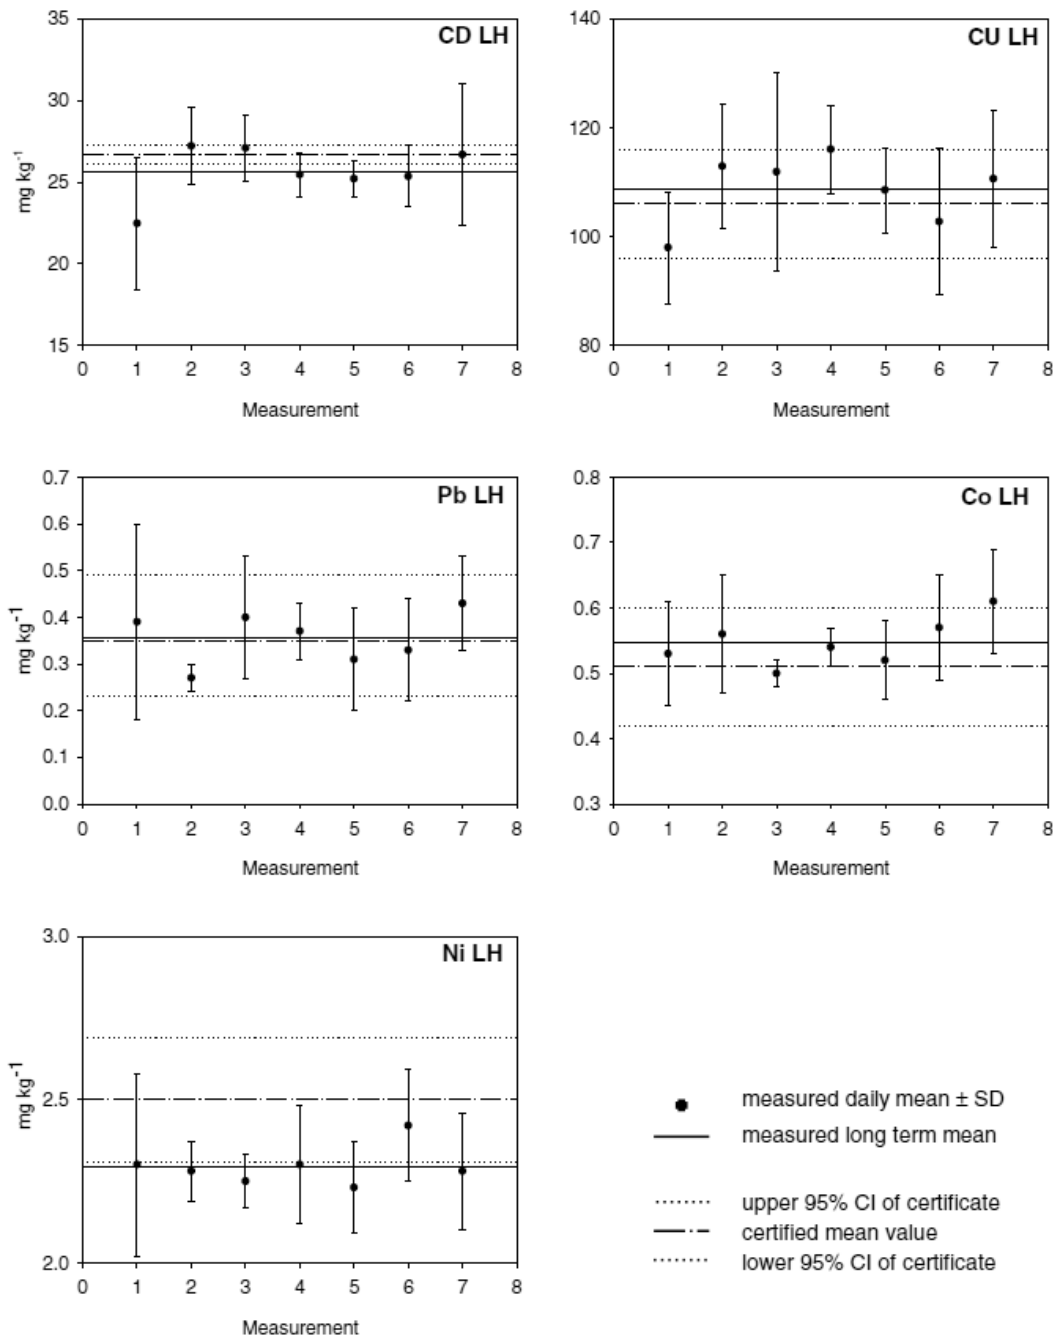 CD LH
mg kg-1
35
30
25
20
15
0 1 2 3 4 5 6 7 8
Measurement
CU LH
140
120
100
80
0 1 2 3 4 5 6 7 8
Measurement
Pb LH
mg kg-1
0.7
0.6
0.5
0.4
0.3
0.2
0.1
0.0
0 1 2 3 4 5 6 7 8
Measurement
Co LH
0.8
0.7
0.6
0.5
0.4
0.3
0 1 2 3 4 5 6 7 8
Measurement
Ni LH
mg kg-1
3.0
2.5
2.0
0 1 2 3 4 5 6 7 8
Measurement
measured daily mean ± SD
measured long term mean
upper 95% CI of certificate
certified mean value
lower 95% CI of certificate